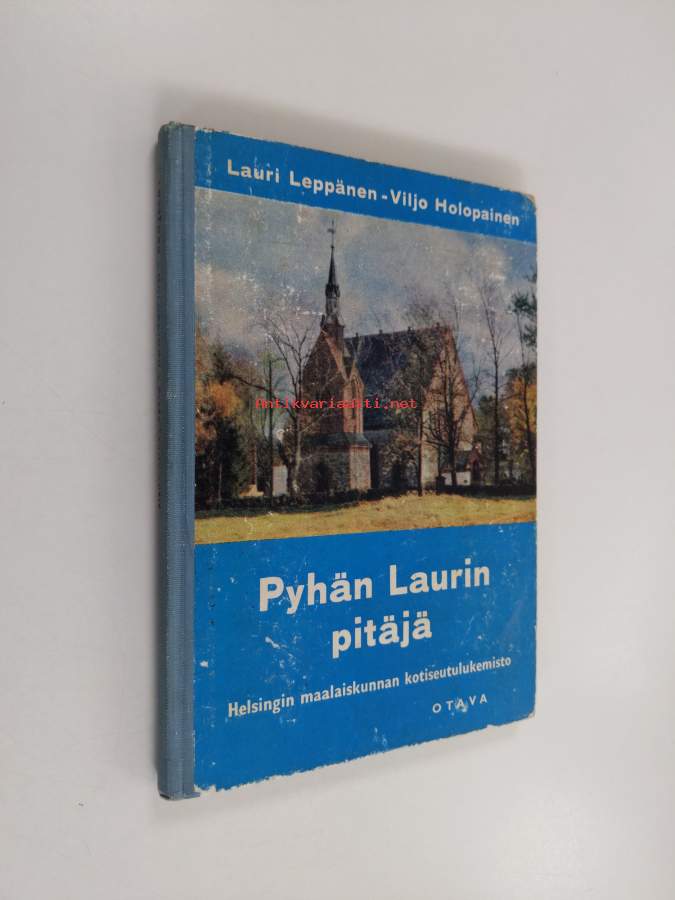 Lauri Leppänen - Viljo Holopainen
Antikvariaatti.net
Pyhän Laurin
pitäjä
Helsingin maalaiskunnan kotiseutulukemisto
OTAVA